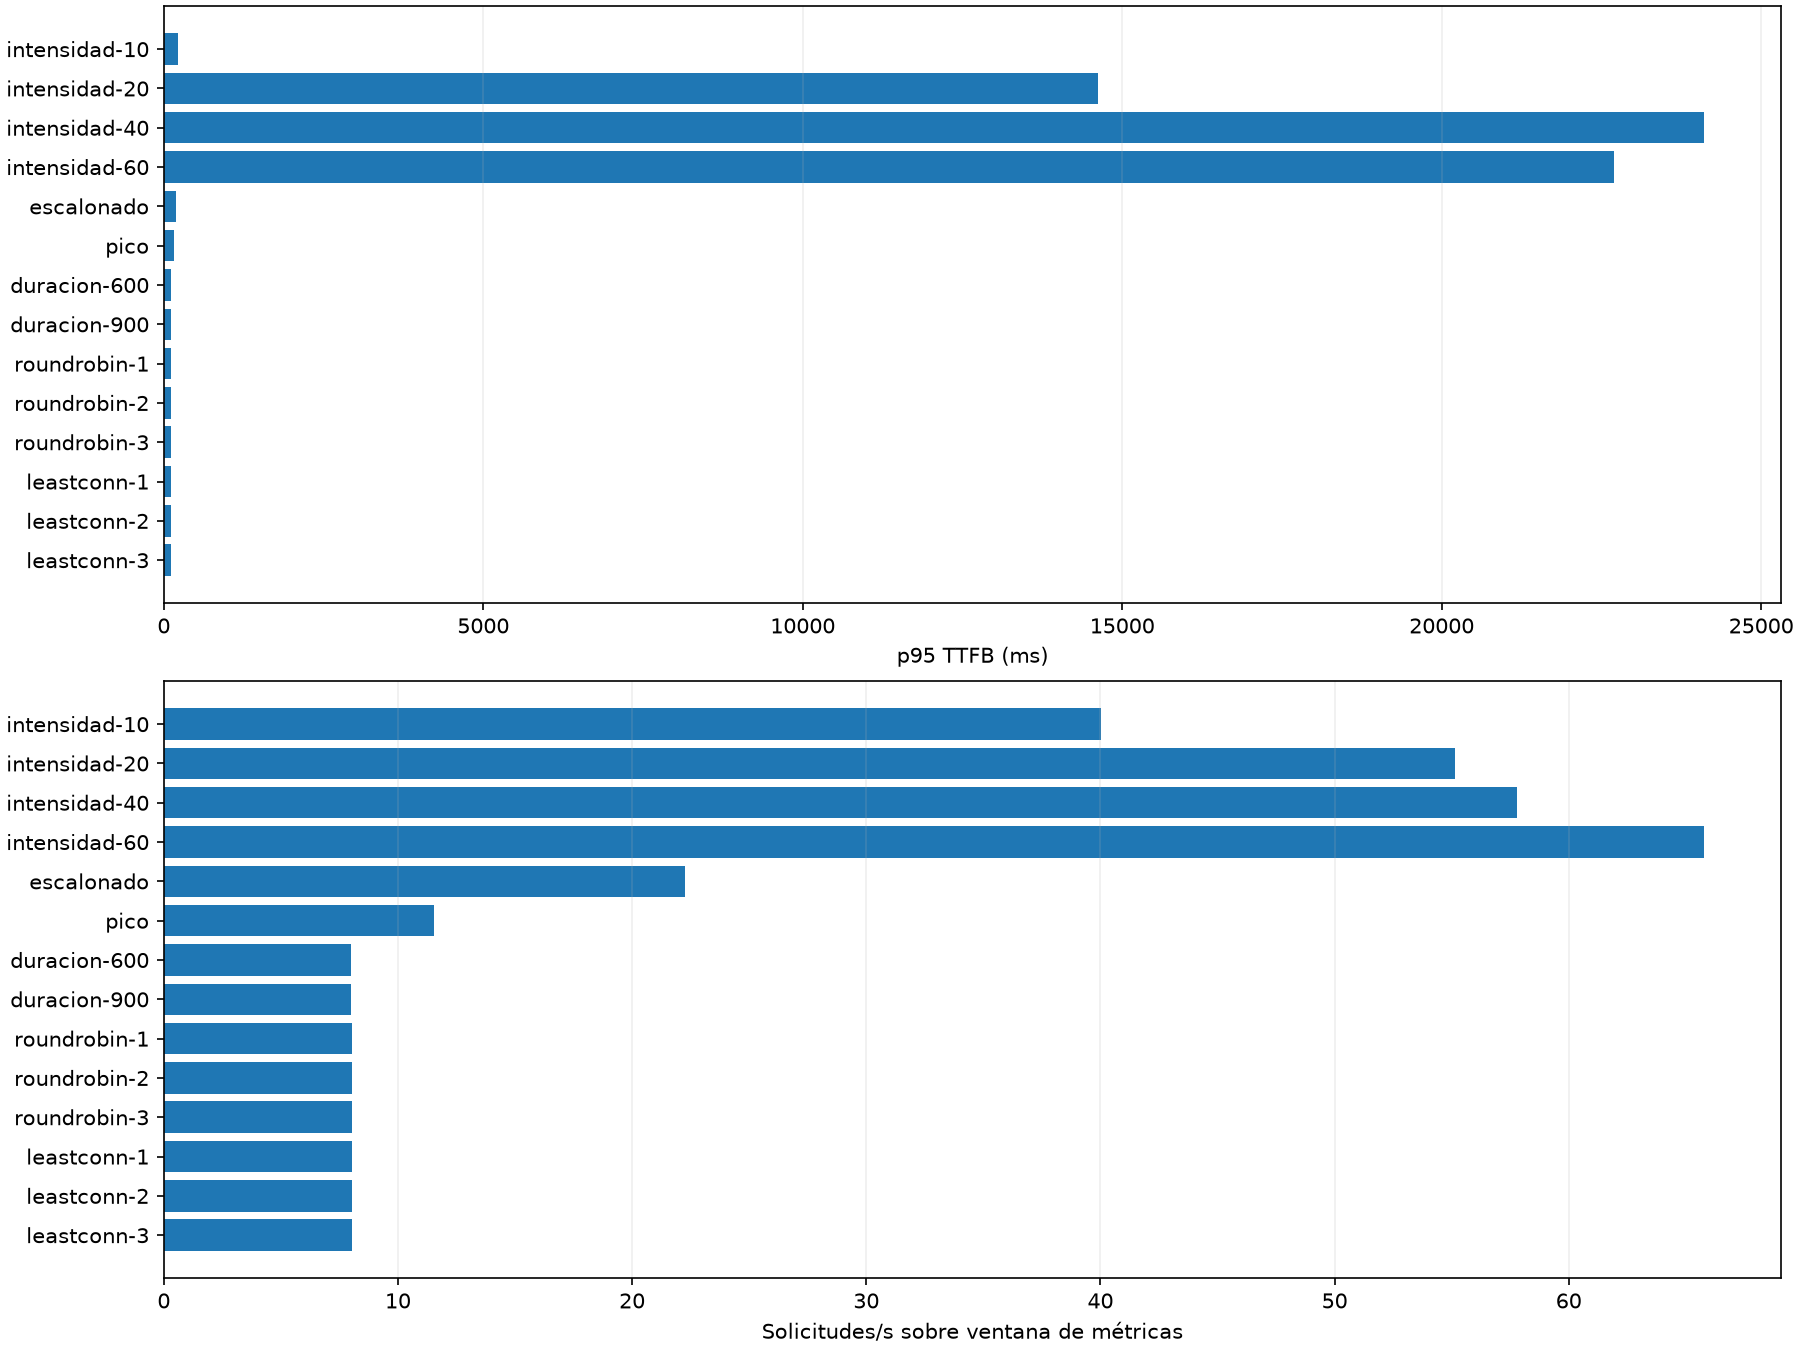 intensidad-10
intensidad-20
intensidad-40
intensidad-60
escalonado
pico
duracion-600
duracion-900
roundrobin-1
roundrobin-2
roundrobin-3
leastconn-1
leastconn-2
leastconn-3
0 5000 10000 15000 20000 25000
p95 TTFB (ms)
intensidad-10
intensidad-20
intensidad-40
intensidad-60
escalonado
pico
duracion-600
duracion-900
roundrobin-1
roundrobin-2
roundrobin-3
leastconn-1
leastconn-2
leastconn-3
0 10 20 30 40 50 60
Solicitudes/s sobre ventana de métricas